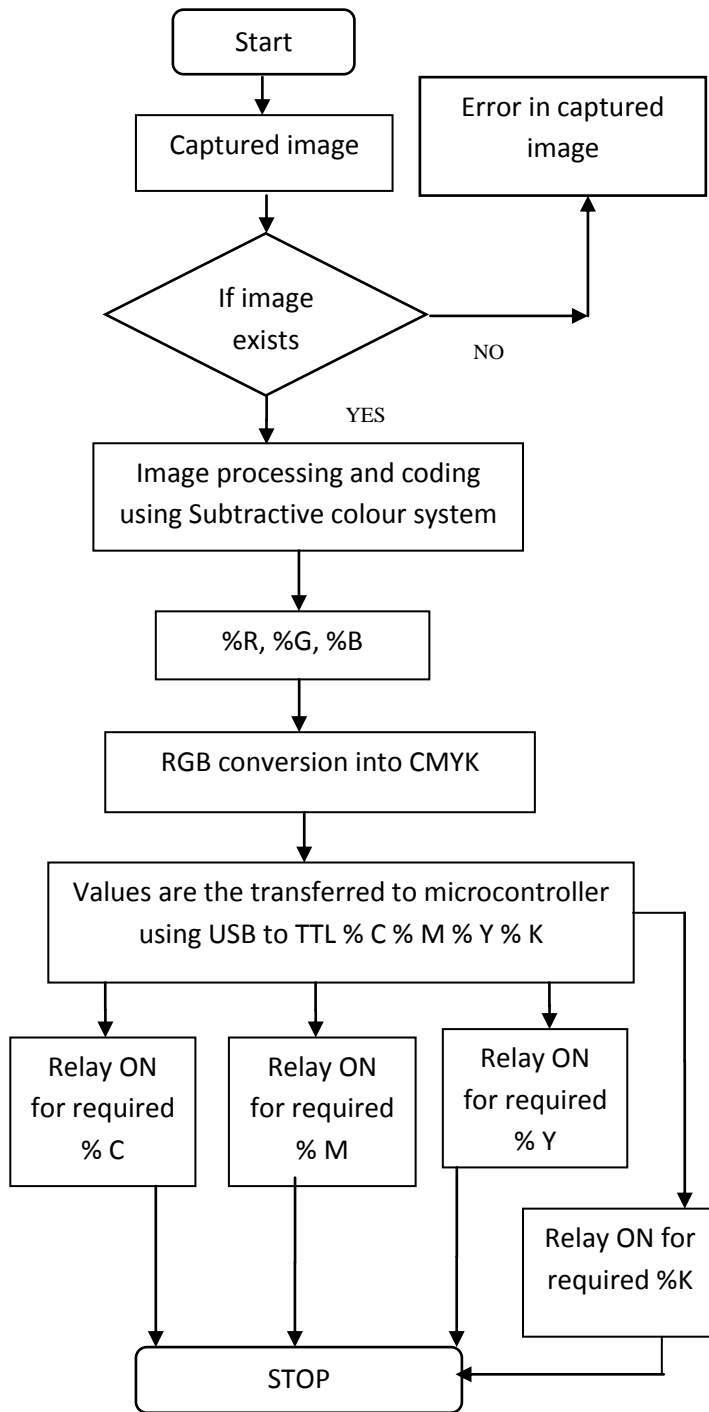 Start
Captured image
Error in captured
image
If image
exists
NO
YES
Image processing and coding
using Subtractive colour system
%R, %G, %B
RGB conversion into CMYK
Values are the transferred to microcontroller
using USB to TTL % C % M % Y % K
Relay ON
for required
% C
Relay ON
for required
% M
Relay ON
for required
% Y
Relay ON for
required %K
STOP